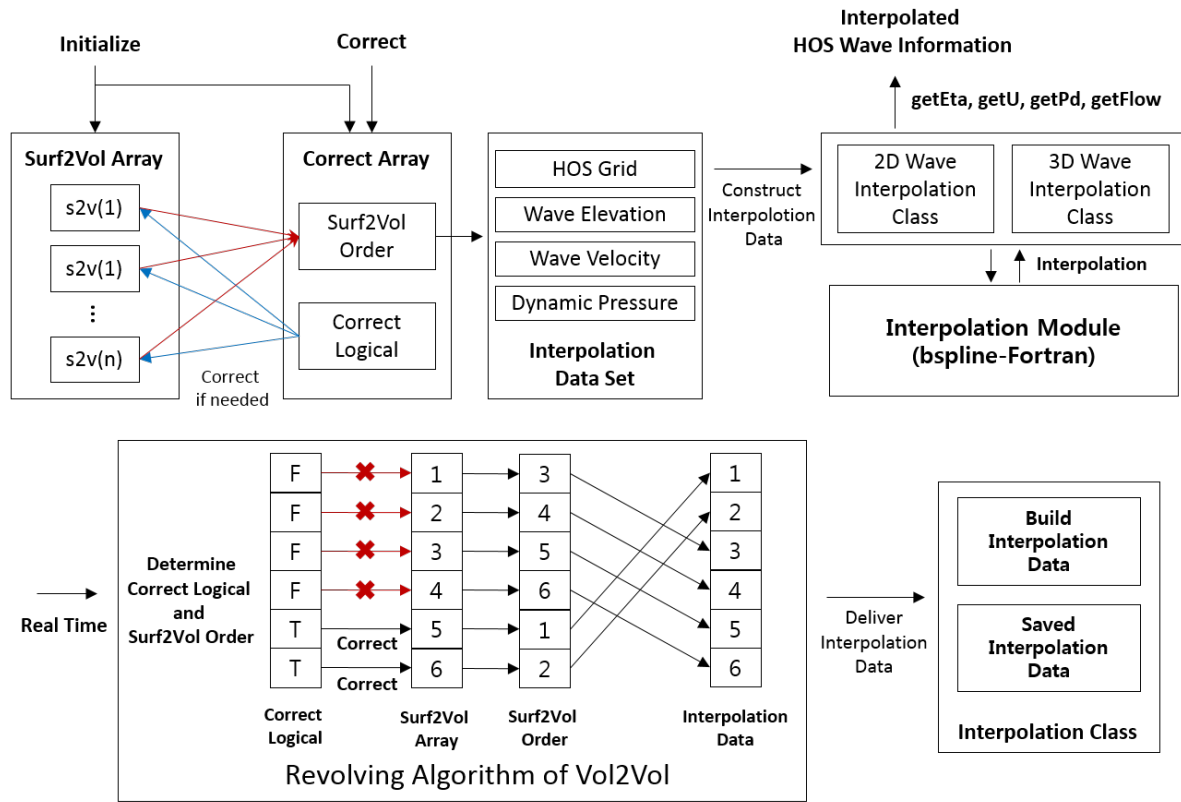 Initialize
Correct
Surf2Vol Array
s2v(1)
s2v(1)
...
s2v(n)
Correct
if needed
Correct Array
Surf2Vol
Order
Correct
Logical
HOS Grid
Wave Elevation
Wave Velocity
Dynamic Pressure
Interpolation
Data Set
Construct
Interpolation
Data
Interpolated
HOS Wave Information
getEta, getU, getPd, getFlow
2D Wave
Interpolation
Class
3D Wave
Interpolation
Class
Interpolation
Interpolation Module
(bspline-Fortran)
Real Time
Determine
Correct Logical
and
Surf2Vol Order
F
F
F
F
T
T
Correct
Correct
1
2
3
4
5
6
3
4
5
6
1
2
1
2
3
4
5
6
Correct
Logical
Surf2Vol
Array
Surf2Vol
Order
Interpolation
Data
Revolving Algorithm of Vol2Vol
Deliver
Interpolation
Data
Build
Interpolation
Data
Saved
Interpolation
Data
Interpolation Class